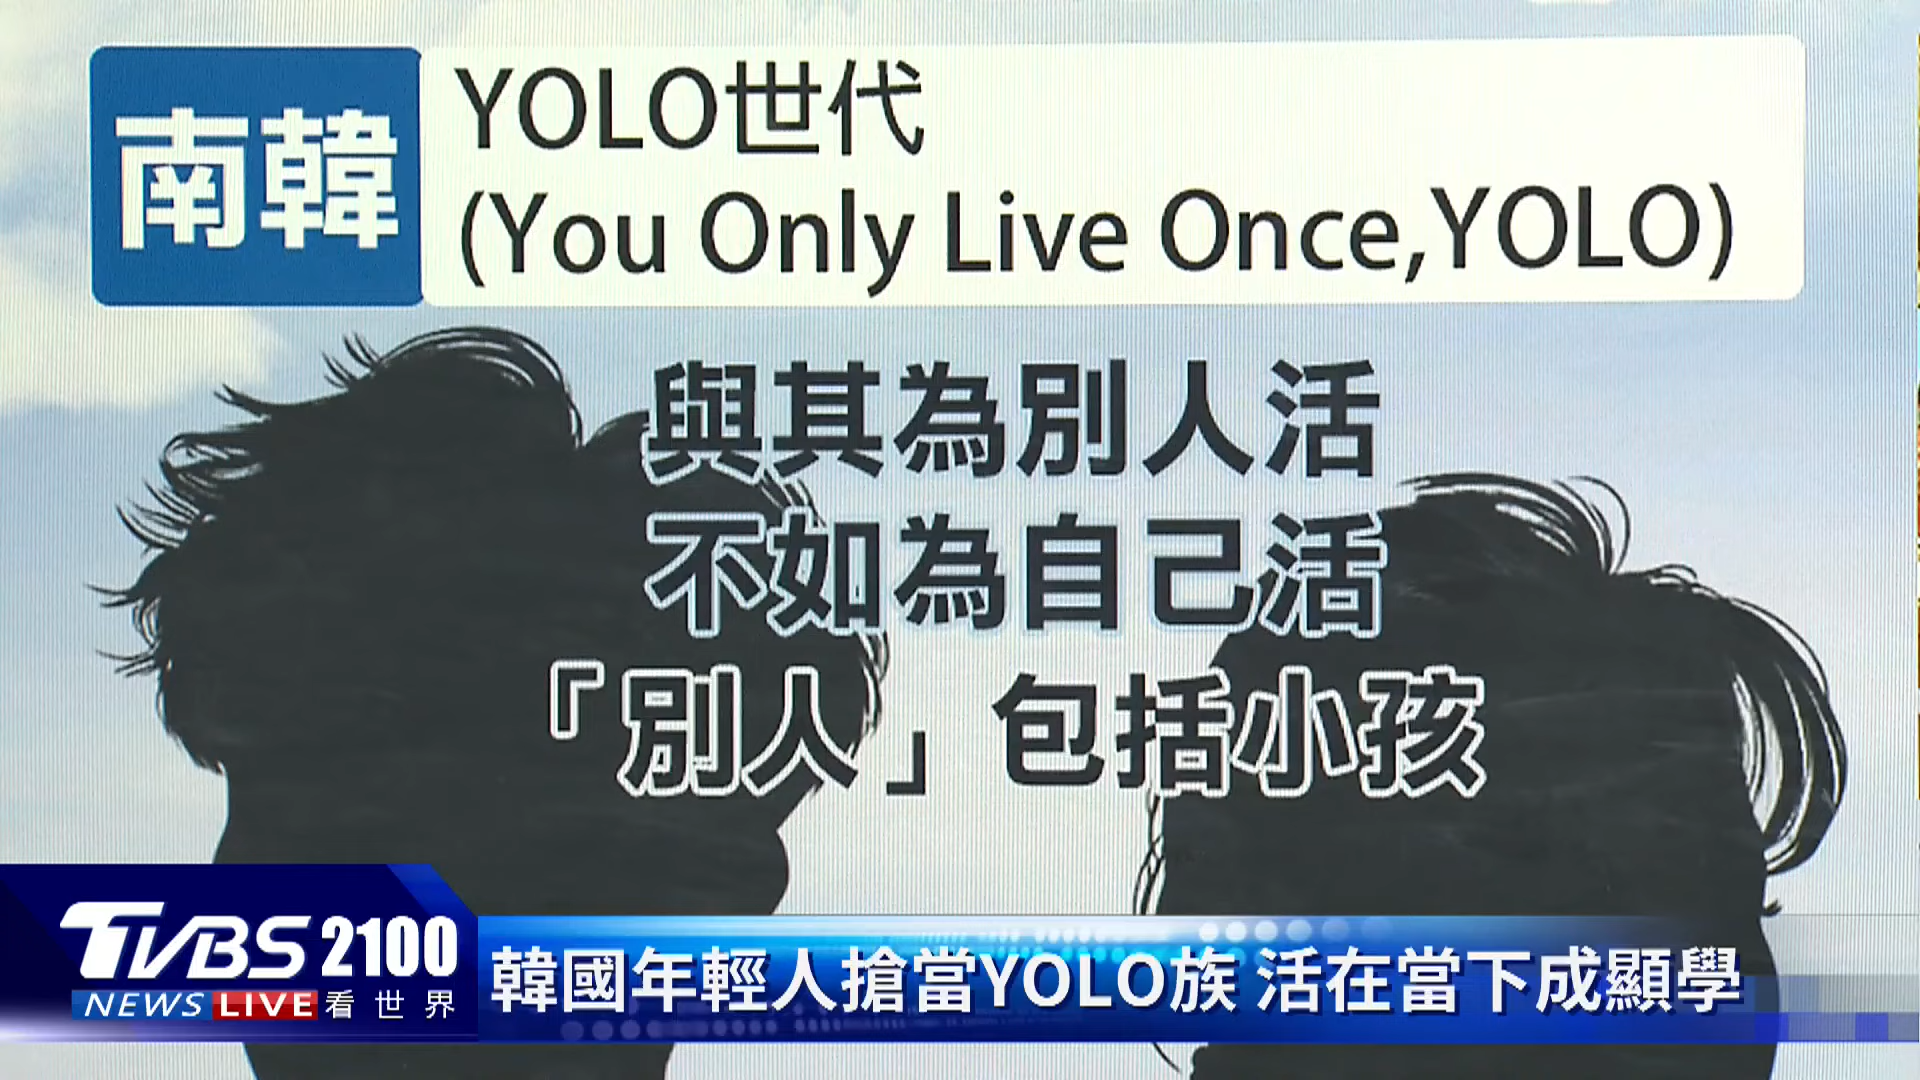 南韓
YOLO世代
(You Only Live Once,YOLO)
與其為別人活
不如為自己活
「別人」包括小孩
TVBS 2100
NEWS LIVE 看世界
韓國年輕人搶當YOLO族 活在當下成顯學